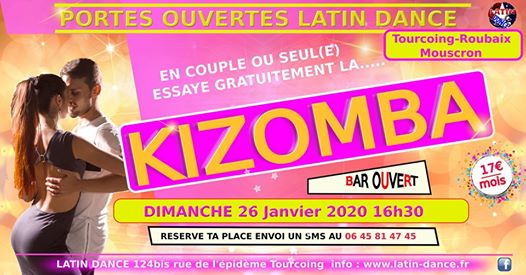 PORTES OUVERTES LATIN DANCE
LATIN
Tourcoing-Roubaix
Mouscron
EN COUPLE OU SEUL(E)
ESSAYE GRATUITEMENT LA.....
KIZOMBA
17€
mois
BAR OUVERT
DIMANCHE 26 Janvier 2020 16h30
RESERVE TA PLACE ENVOI UN SMS AU 06 45 81 47 45
LATIN DANCE 124bis rue de l'épidème Tourcoing info : www.latin-dance.fr
f